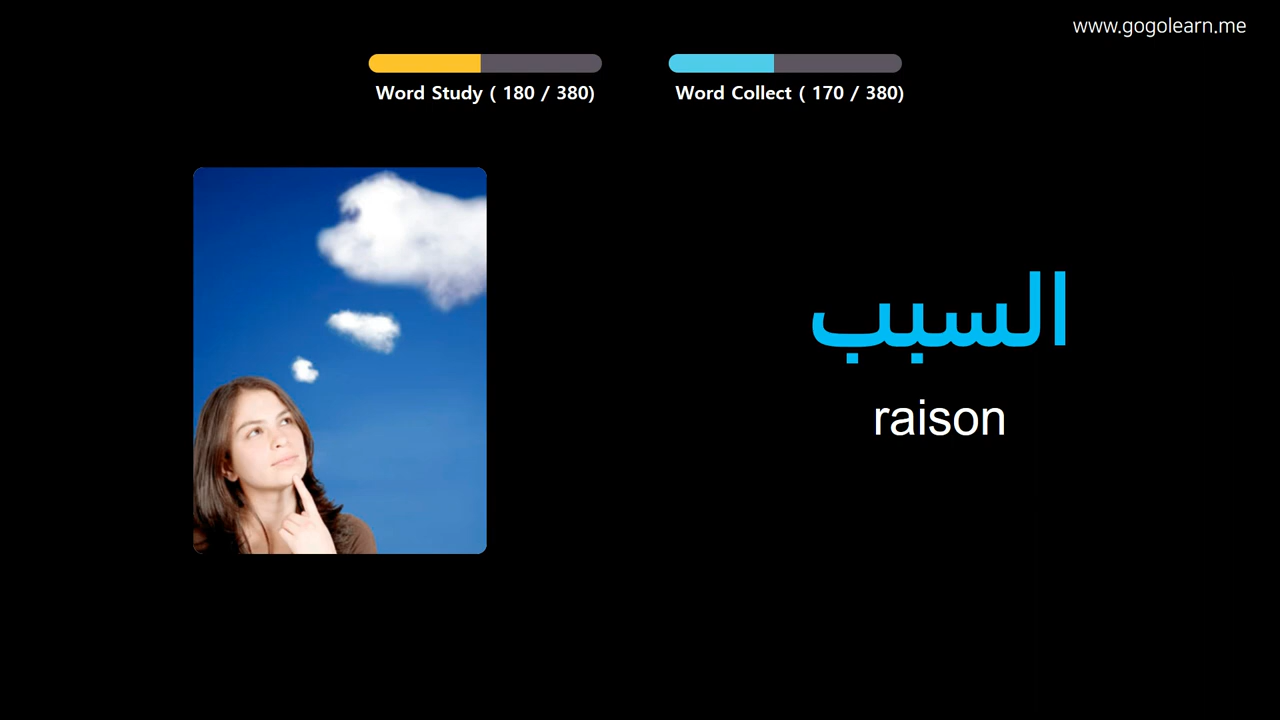 www.gogolearn.me
Word Study ( 180 / 380)
Word Collect ( 170 / 380)
السبب
raison